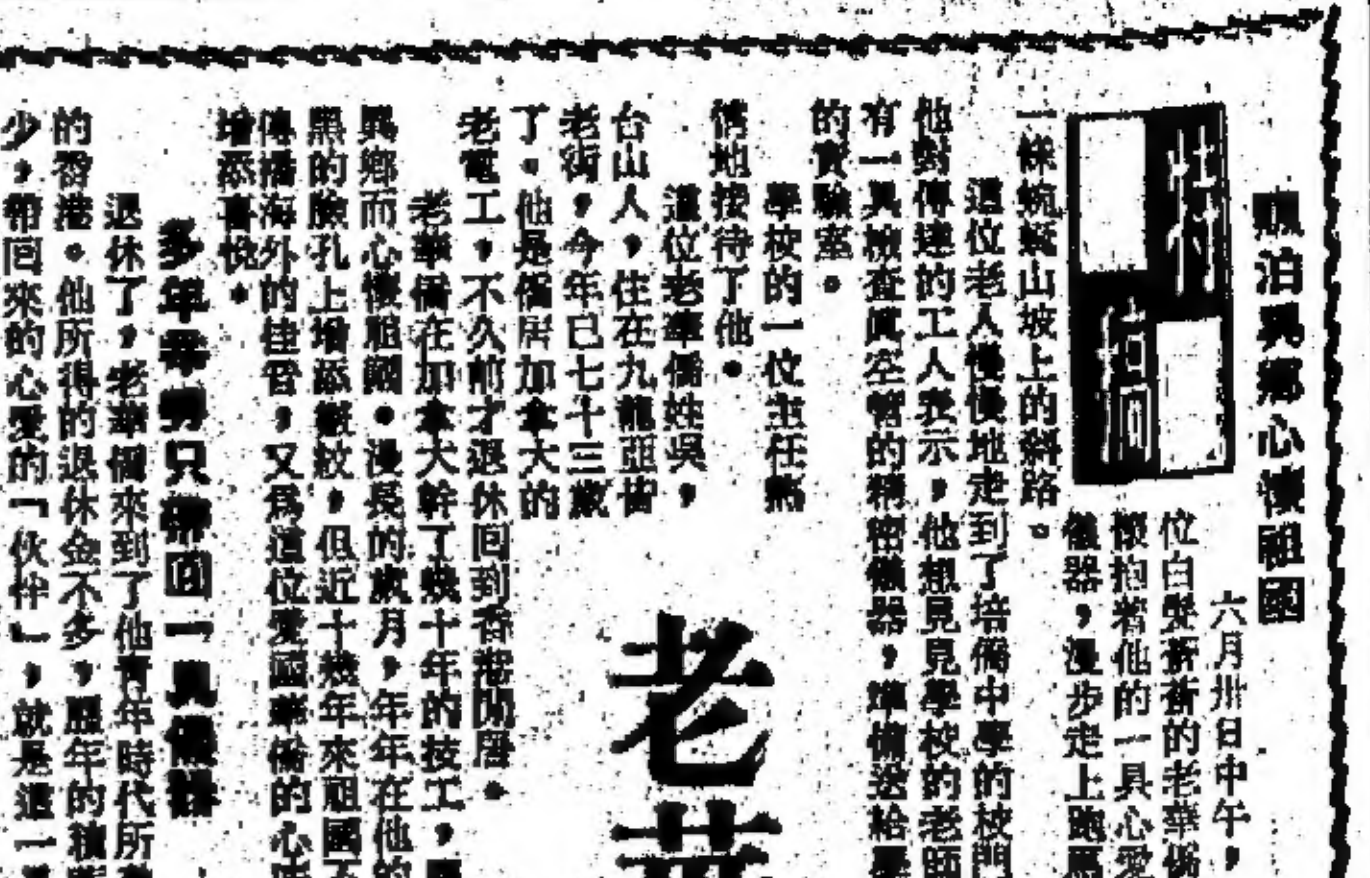 飄泊異鄉心懷祖國
特寫
六月卅日中午，
位白髮蒼蒼的老華僑
懷抱着他的一具心愛
儀器，漫步走上跑馬
一條蜿蜒山坡上的斜路。
這位老人慢慢地走到了培僑中學的校門
他對傳達的工人表示，他想見見學校的老師
有一具檢查眞空管的精密儀器，準備送給學
的實驗室。
學校的一位主任熱
情地接待了他。
這位老華僑姓吳，
台山人，住在九龍亞皆
老街，今年已七十三歲
了。他是僑居加拿大的
老電工，不久前才退休回到香港閒居。
老華僑在加拿大幹了幾十年的技工，
異鄉而心懷祖國。漫長的歲月，年年在他的
黑的臉孔上增添皺紋，但近十幾年來祖國不
傳播海外的佳音，又爲這位愛國華僑的心
增添喜悅。
老華
多年辛勞只帶回一具儀器
退休了，老華僑來到了他青年時代所
的香港。他所得的退休金不多，歷年的積
少，帶回來的心愛的「伙伴」，就是這一